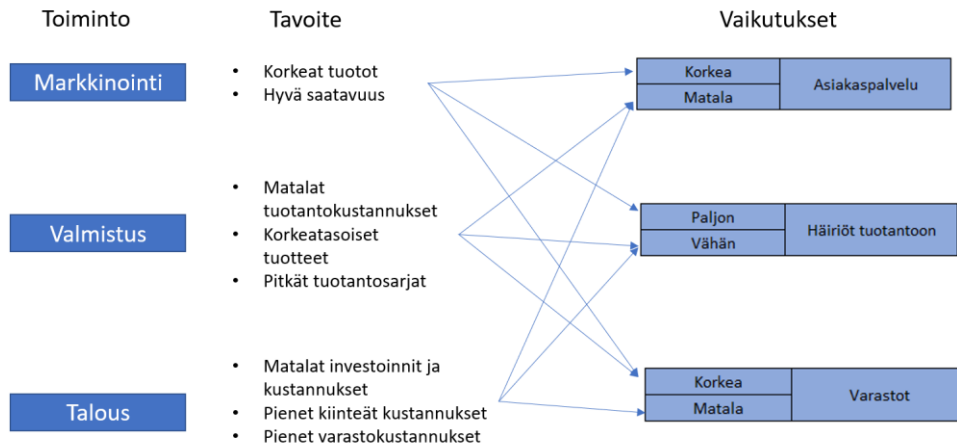 Toiminto
Tavoite
Vaikutukset
Markkinointi
• Korkeat tuotot
• Hyvä saatavuus
Korkea
Matala
Asiakaspalvelu
Valmistus
• Matalat
tuotantokustannukset
• Korkeatasoiset
tuotteet
• Pitkät tuotantosarjat
Paljon
Vähän
Häiriöt tuotantoon
Talous
• Matalat investoinnit ja
kustannukset
• Pienet kiinteät kustannukset
• Pienet varastokustannukset
Korkea
Matala
Varastot